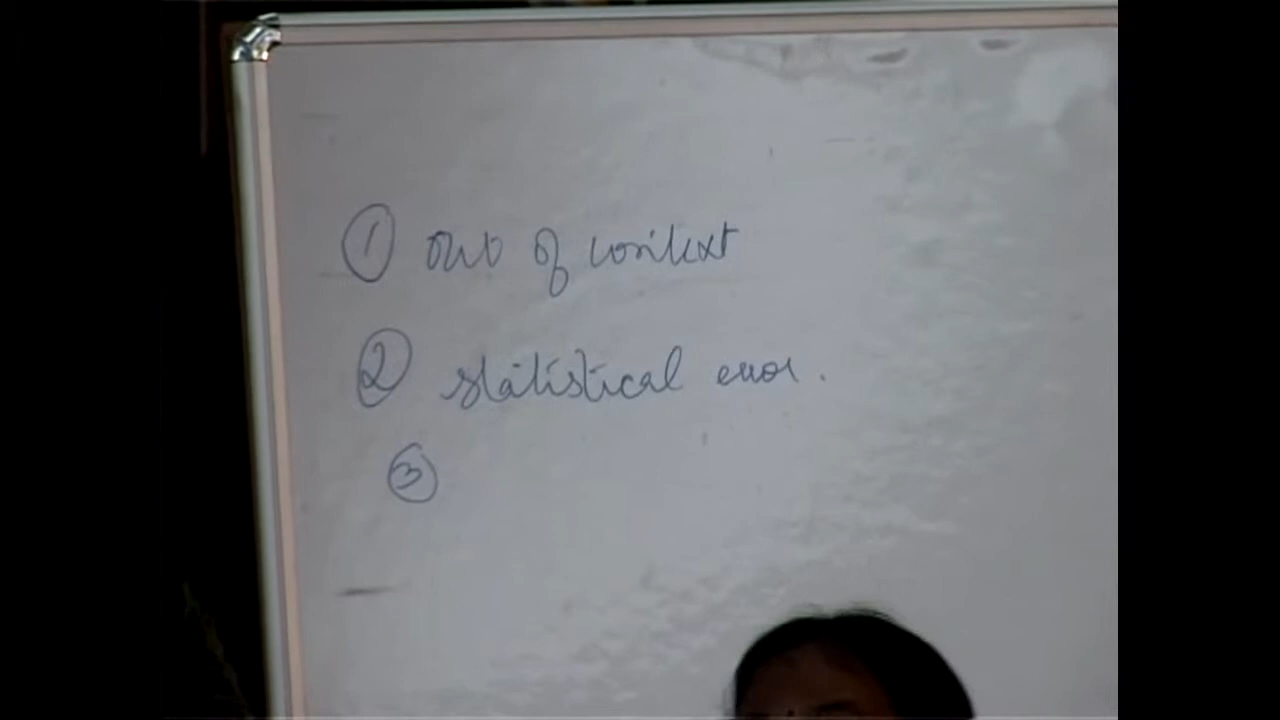 ① out of context
② statistical error.
③